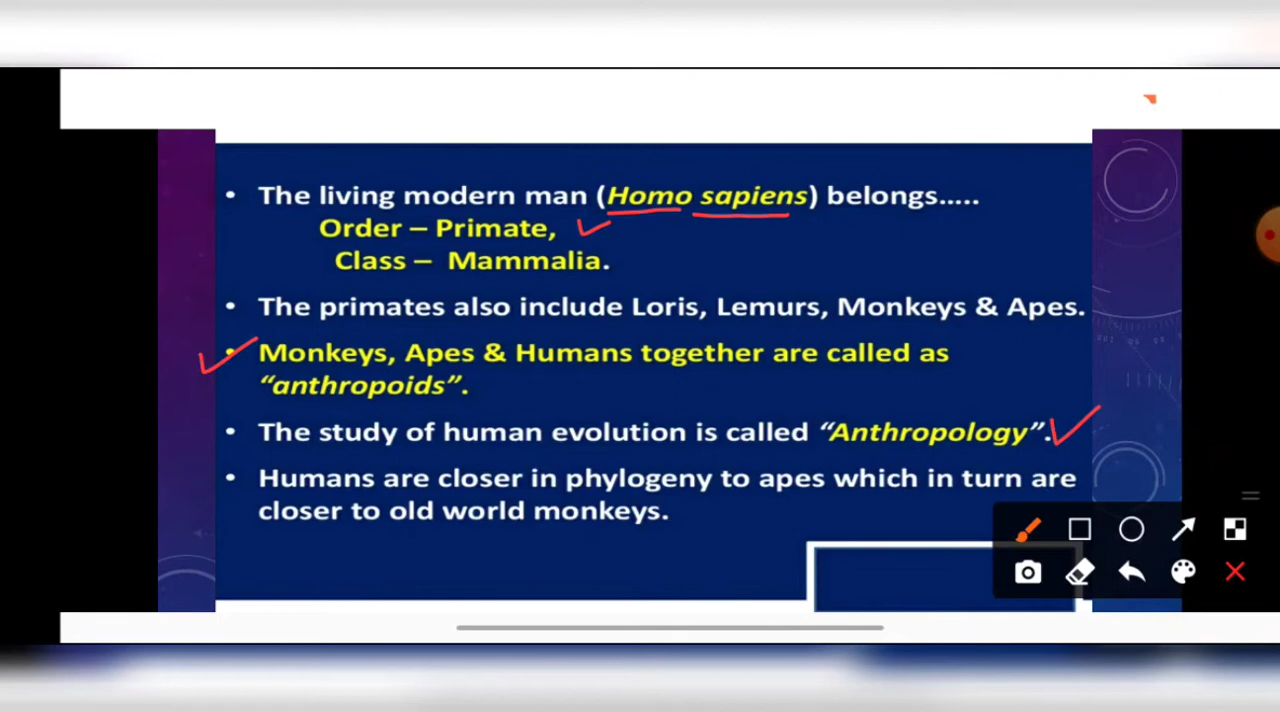 • The living modern man (Homo sapiens) belongs.....
Order – Primate,
Class – Mammalia.
• The primates also include Loris, Lemurs, Monkeys & Apes.
• Monkeys, Apes & Humans together are called as
“anthropoids”.
• The study of human evolution is called “Anthropology”.
• Humans are closer in phylogeny to apes which in turn are
closer to old world monkeys.